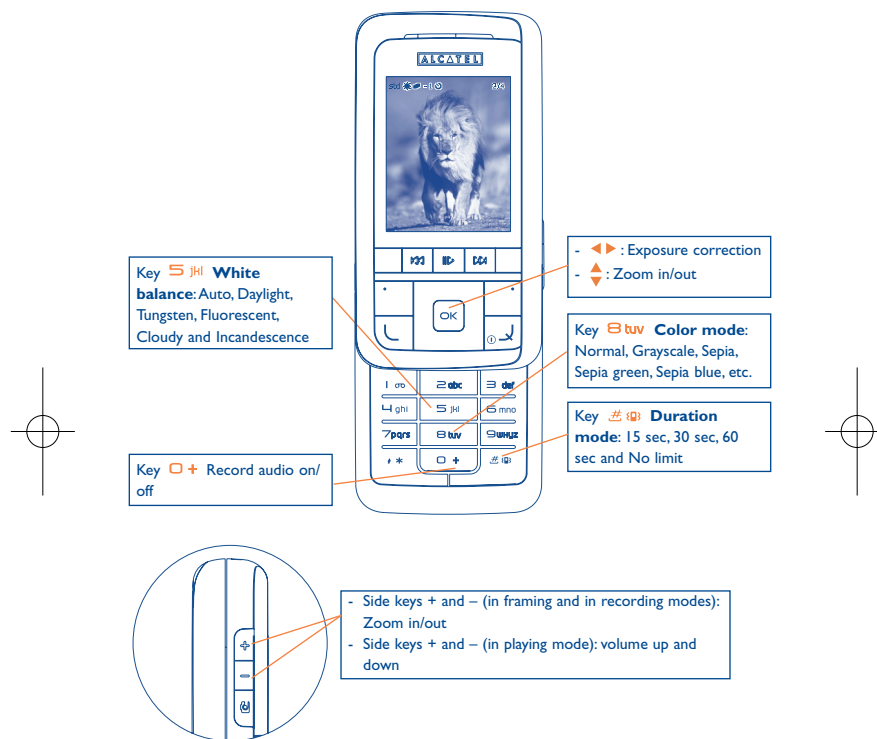 ALCATEL
Key 5 jkl White
balance: Auto, Daylight,
Tungsten, Fluorescent,
Cloudy and Incandescence
- ◀ ▶ : Exposure correction
- ▲▼ : Zoom in/out
OK
Key 8 tuv Color mode:
Normal, Grayscale, Sepia,
Sepia green, Sepia blue, etc.
1 2 abc 3 def
4 ghi 5 jkl 6 mno
7 pqrs 8 tuv 9 wxyz
* 0 + #
Key # Duration
mode: 15 sec, 30 sec, 60
sec and No limit
Key 0 + Record audio on/
off
- Side keys + and – (in framing and in recording modes):
Zoom in/out
- Side keys + and – (in playing mode): volume up and
down
+
–